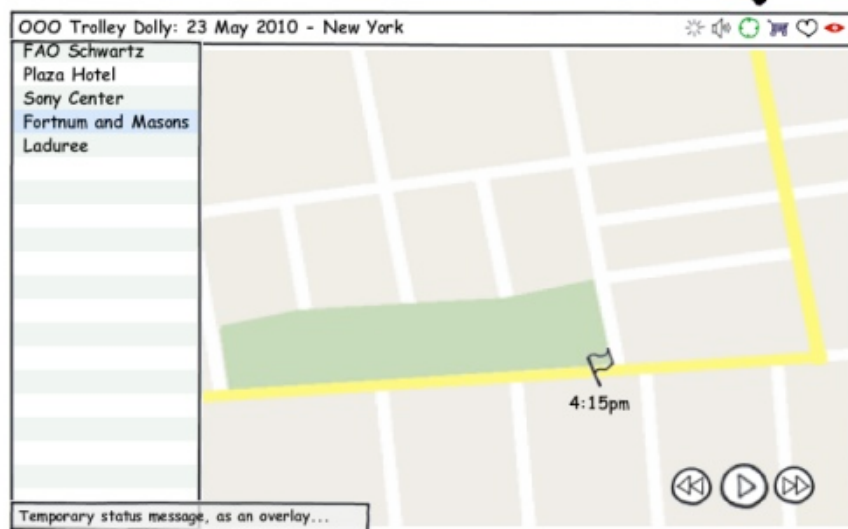 OOO Trolley Dolly: 23 May 2010 - New York
FAO Schwartz
Plaza Hotel
Sony Center
Fortnum and Masons
Laduree
4:15pm
Temporary status message, as an overlay...